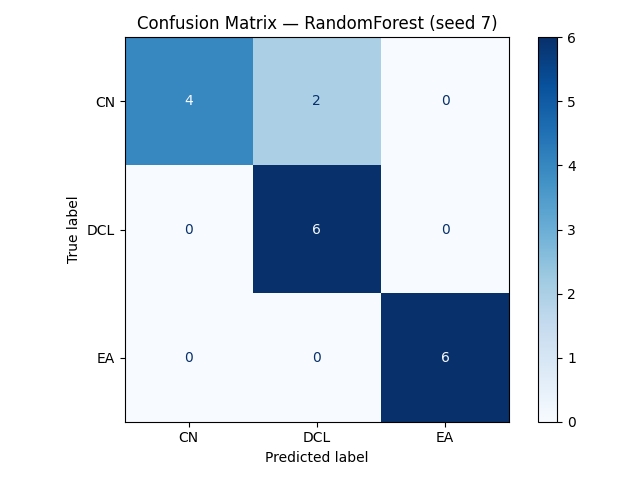 Confusion Matrix — RandomForest (seed 7)
True label
CN
4
2
0
DCL
0
6
0
EA
0
0
6
CN
DCL
EA
Predicted label
6
5
4
3
2
1
0